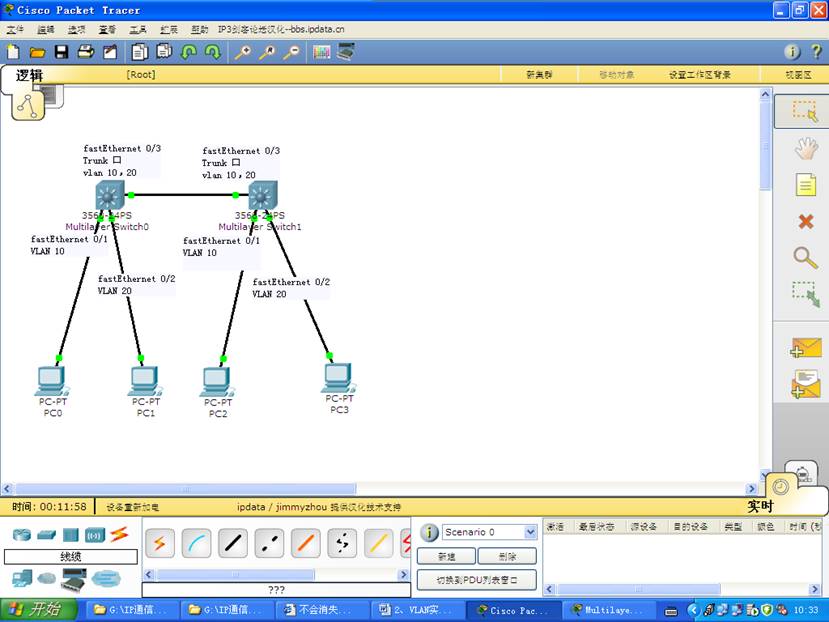 Cisco Packet Tracer
文件 编辑 选项 查看 工具 扩展 帮助 IP3剑客论坛汉化--bbs.ipdata.cn
逻辑 [Root] 新集群 移动对象 设置工作区背景 视图区
fastEthernet 0/3
Trunk 口
vlan 10，20
fastEthernet 0/3
Trunk 口
vlan 10，20
Multilayer Switch0
Multilayer Switch1
fastEthernet 0/1
VLAN 10
fastEthernet 0/1
VLAN 10
fastEthernet 0/2
VLAN 20
fastEthernet 0/2
VLAN 20
PC-PT
PC0
PC-PT
PC1
PC-PT
PC2
PC-PT
PC3
时间: 00:11:58 设备重新加电 ipdata / jimmyzhou 提供汉化技术支持 实时
Scenario 0
新建 删除
切换到PDU列表窗口
激活 最后状态 源设备 目的设备 类型 颜色 时间 (秒
线缆
???
开始 G:\IP通信... G:\IP通信... 不会消失... 2、VLAN实... Cisco Pac... Multilaye... 10:33